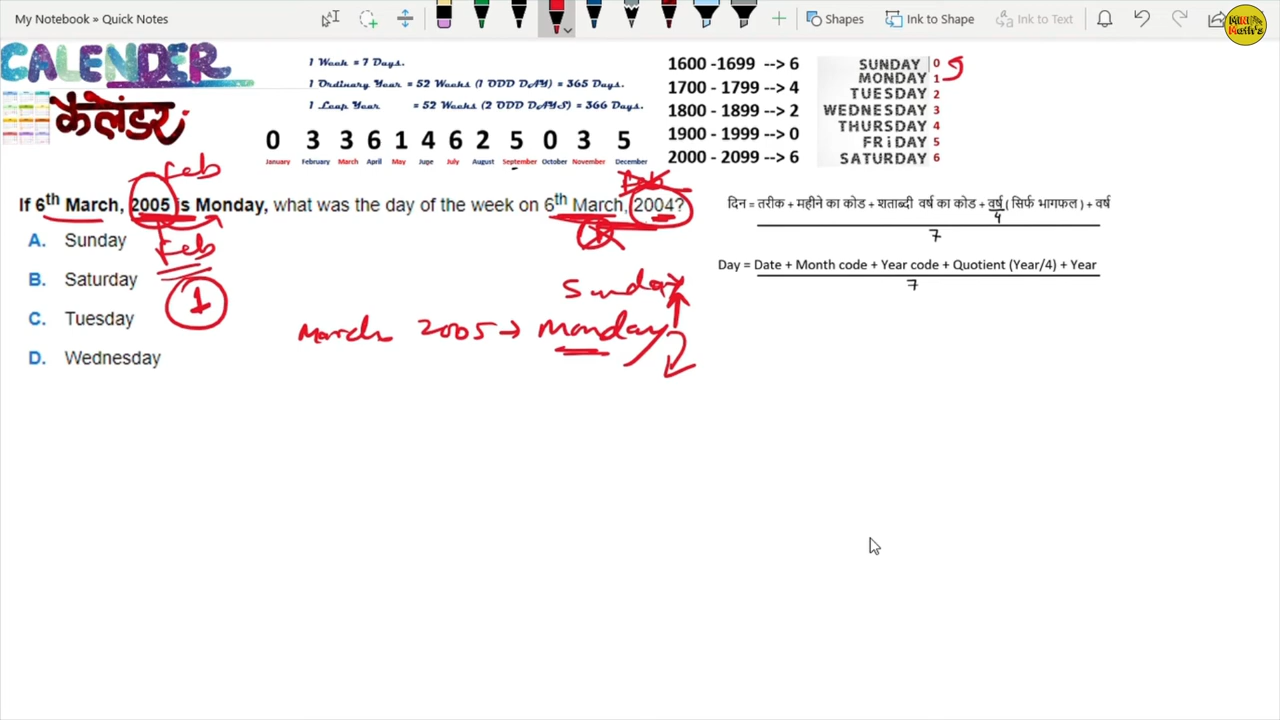 My Notebook » Quick Notes
Shapes
Ink to Shape
Ink to Text
MINI Math's
CALENDER
कैलेंडर
1 Week = 7 Days.
1 Ordinary Year = 52 Weeks (1 ODD DAY) = 365 Days.
1 Leap Year = 52 Weeks (2 ODD DAYS) = 366 Days.
0 3 3 6 1 4 6 2 5 0 3 5
January February March April May Juge July August September October November December
1600 -1699 --> 6
1700 - 1799 --> 4
1800 - 1899 --> 2
1900 - 1999 --> 0
2000 - 2099 --> 6
SUNDAY 0
MONDAY 1
TUESDAY 2
WEDNESDAY 3
THURSDAY 4
FRiDAY 5
SATURDAY 6
Feb
Feb
If 6th March, 2005 is Monday, what was the day of the week on 6th March, 2004?
A. Sunday
B. Saturday
C. Tuesday
D. Wednesday
Feb
1
Sunday
March 2005 → Monday
दिन = तरीक + महीने का कोड + शताब्दी वर्ष का कोड + वर्ष/4 ( सिर्फ भागफल ) + वर्ष
7
Day = Date + Month code + Year code + Quotient (Year/4) + Year
7